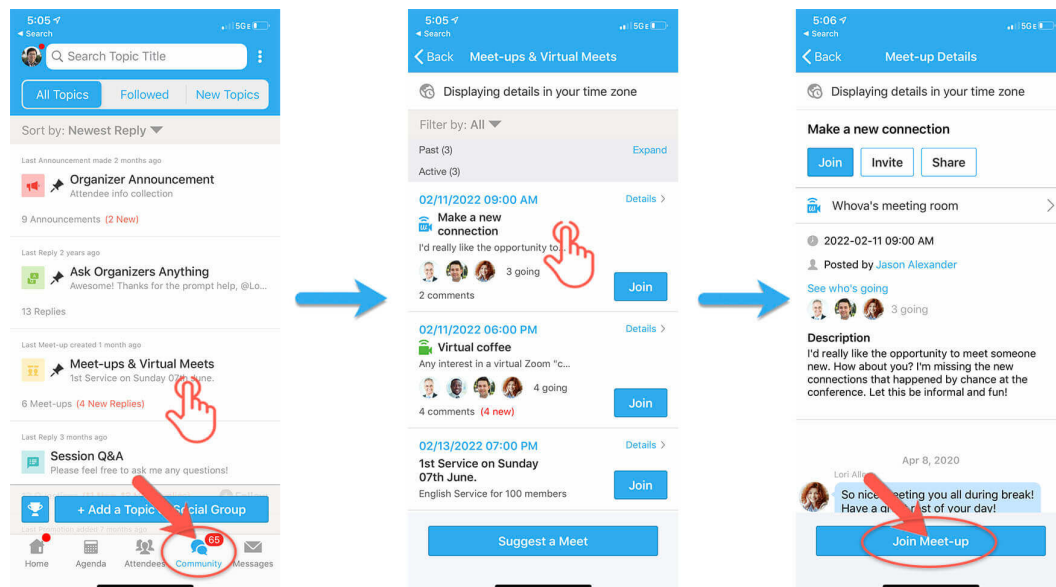 5:05
5GE
Search
Search Topic Title
All Topics Followed New Topics
Sort by: Newest Reply
Last Announcement made 2 months ago
Organizer Announcement
Attendee info collection
9 Announcements (2 New)
Last Reply 2 years ago
Ask Organizers Anything
Awesome! Thanks for the prompt help, @Lo...
13 Replies
Last Meet-up created 1 month ago
Meet-ups & Virtual Meets
1st Service on Sunday 07th June.
6 Meet-ups (4 New Replies)
Last Reply 3 months ago
Session Q&A
Please feel free to ask me any questions!
+ Add a Topic Social Group
65
Home Agenda Attendees Community Messages
5:05
5GE
Search
Back Meet-ups & Virtual Meets
Displaying details in your time zone
Filter by: All
Past (3) Expand
Active (3)
02/11/2022 09:00 AM Details
Make a new
connection
I'd really like the opportunity to...
3 going
Join
2 comments
02/11/2022 06:00 PM Details
Virtual coffee
Any interest in a virtual Zoom "c...
4 going
Join
4 comments (4 new)
02/13/2022 07:00 PM Details
1st Service on Sunday
07th June.
Join
English Service for 100 members
Suggest a Meet
5:06
5GE
Search
Back Meet-up Details
Displaying details in your time zone
Make a new connection
Join Invite Share
Whova's meeting room
2022-02-11 09:00 AM
Posted by Jason Alexander
See who's going
3 going
Description
I'd really like the opportunity to meet someone
new. How about you? I'm missing the new
connections that happened by chance at the
conference. Let this be informal and fun!
Apr 8, 2020
Lori
So nice meeting you all during break!
Have a rest of your day!
Join Meet-up